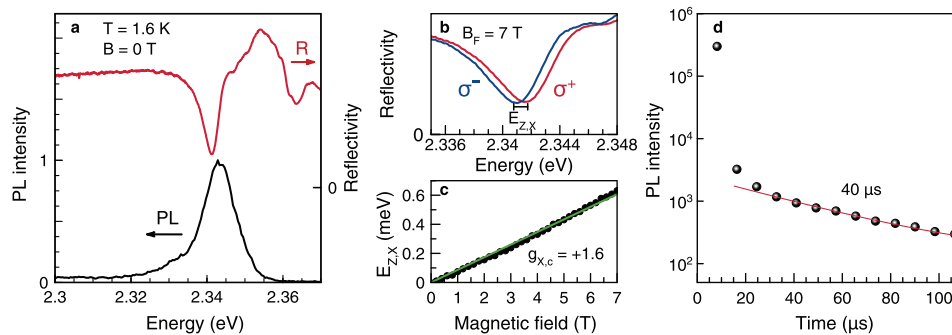 a
T = 1.6 K
B = 0 T
R
PL
1
0
PL intensity
Reflectivity
2.3
2.32
2.34
2.36
Energy (eV)
b
B_F = 7 T
σ⁻
σ⁺
E_Z,X
0
Reflectivity
2.336
2.34
2.344
2.348
Energy (eV)
c
0.6
0.4
0.2
0.0
E_Z,X (meV)
g_X,c = +1.6
0
1
2
3
4
5
6
7
Magnetic field (T)
d
10⁶
10⁵
10⁴
10³
10²
PL intensity
40 µs
0
20
40
60
80
100
Time (µs)